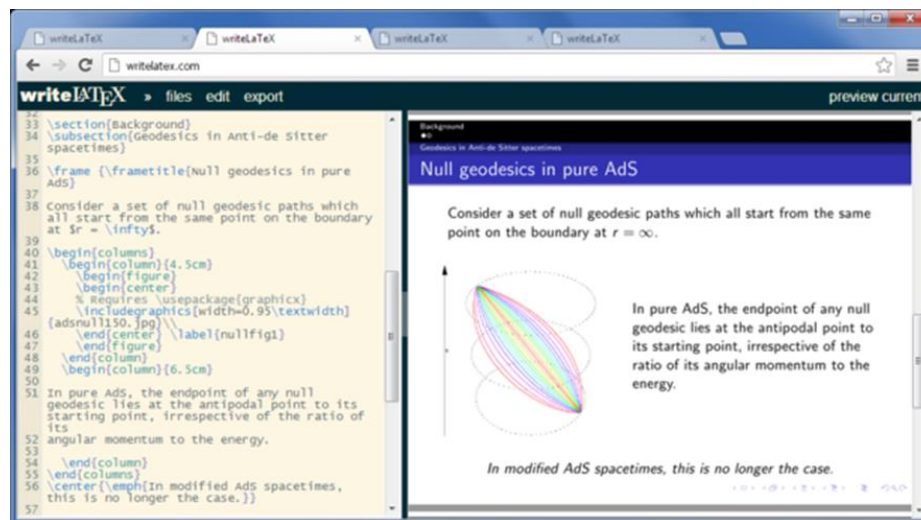 writeLaTeX
writeLaTeX
writeLaTeX
writeLaTeX
writelatex.com
writeLATEX » files edit export
preview curren
32
33 \section{Background}
34 \subsection{Geodesics in Anti-de Sitter
spacetimes}
35
36 \frame {\frametitle{Null geodesics in pure
AdS}
37
38 Consider a set of null geodesic paths which
all start from the same point on the boundary
at $r = \infty$.
39
40 \begin{columns}
41 \begin{column}{4.5cm}
42 \begin{figure}
43 \begin{center}
44 % Requires \usepackage{graphicx}
45 \includegraphics[width=0.95\textwidth]
{adsnull150.jpg}\\
46 \end{center} \label{nullfig1}
47 \end{figure}
48 \end{column}
49 \begin{column}{6.5cm}
50
51 In pure AdS, the endpoint of any null
geodesic lies at the antipodal point to its
starting point, irrespective of the ratio of
its
52 angular momentum to the energy.
53
54 \end{column}
55 \end{columns}
56 \center{\emph{In modified AdS spacetimes,
this is no longer the case.}}
57
Background
Geodesics in Anti-de Sitter spacetimes
Null geodesics in pure AdS
Consider a set of null geodesic paths which all start from the same
point on the boundary at r = ∞.
In pure AdS, the endpoint of any null
geodesic lies at the antipodal point to
its starting point, irrespective of the
ratio of its angular momentum to the
energy.
In modified AdS spacetimes, this is no longer the case.